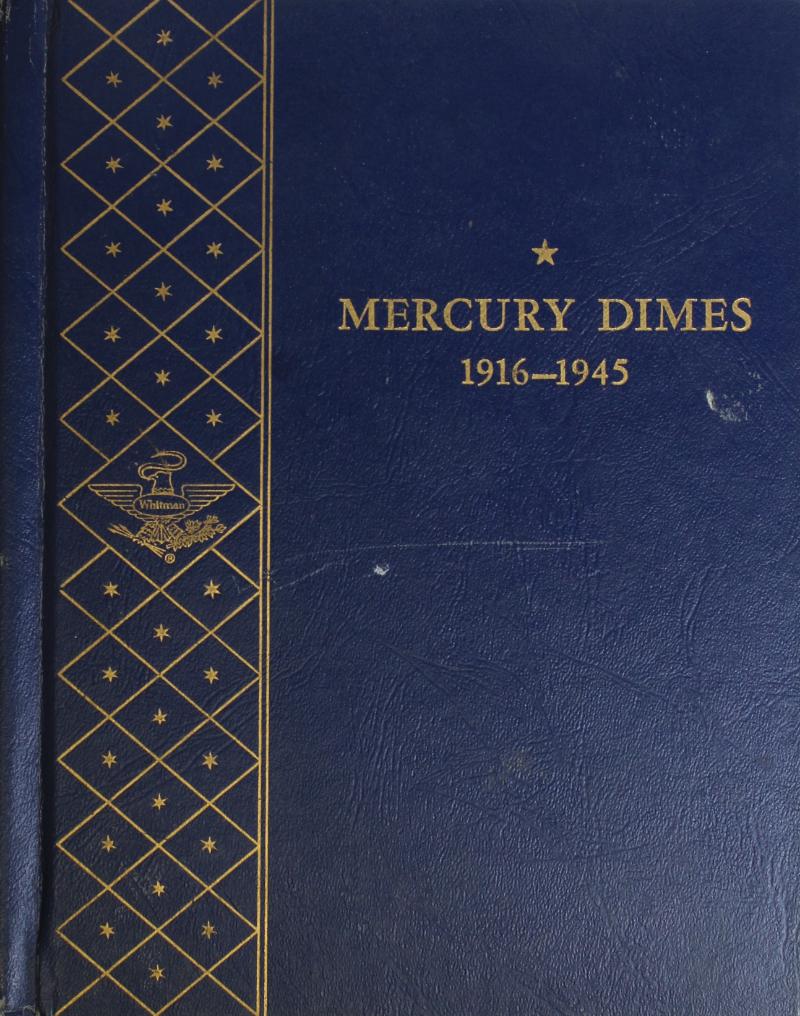 MERCURY DIMES
1916–1945
Whitman
®